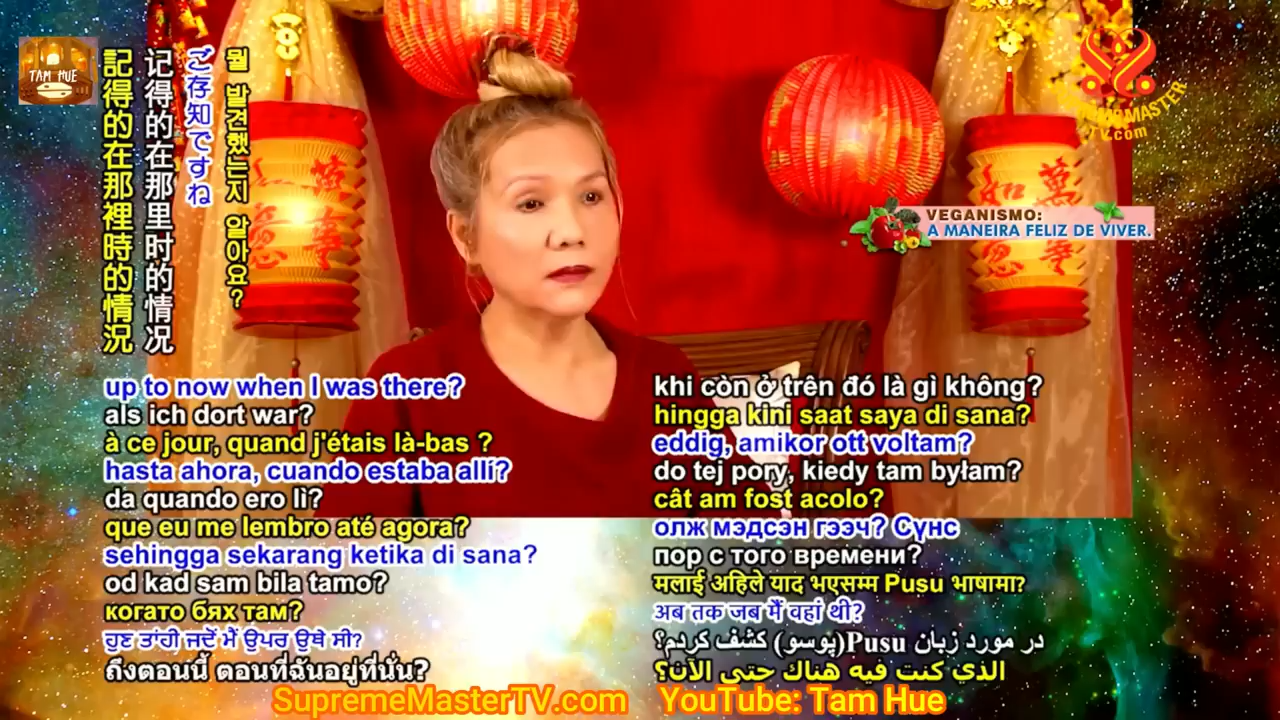 TAM HUE
記得的在那裡時的情況
记得的在那里时的情况
ご存知ですね
뭘 발견했는지 알아요?
MASTER
TV.com
VEGANISMO:
A MANEIRA FELIZ DE VIVER.
up to now when I was there?
als ich dort war?
à ce jour, quand j'étais là-bas ?
hasta ahora, cuando estaba allí?
da quando ero lì?
que eu me lembro até agora?
sehingga sekarang ketika di sana?
od kad sam bila tamo?
когато бях там?
ਹੁਣ ਤਾਂਹੀ ਜਦੋਂ ਮੈਂ ਉਪਰ ਉਥੇ ਸੀ?
ถึงตอนนี้ ตอนที่ฉันอยู่ที่นั่น?
khi còn ở trên đó là gì không?
hingga kini saat saya di sana?
eddig, amikor ott voltam?
do tej pory, kiedy tam byłam?
cât am fost acolo?
олж мэдсэн гээч? Сүнс
пор с того времени?
मलाई अहिले याद भएसम्म Pusu भाषामा?
अब तक जब मैं वहां थी?
در مورد زبان Pusu(پوسو) کشف کردم؟
الذي كنت فيه هناك حتى الآن؟
SupremeMasterTV.com
YouTube: Tam Hue